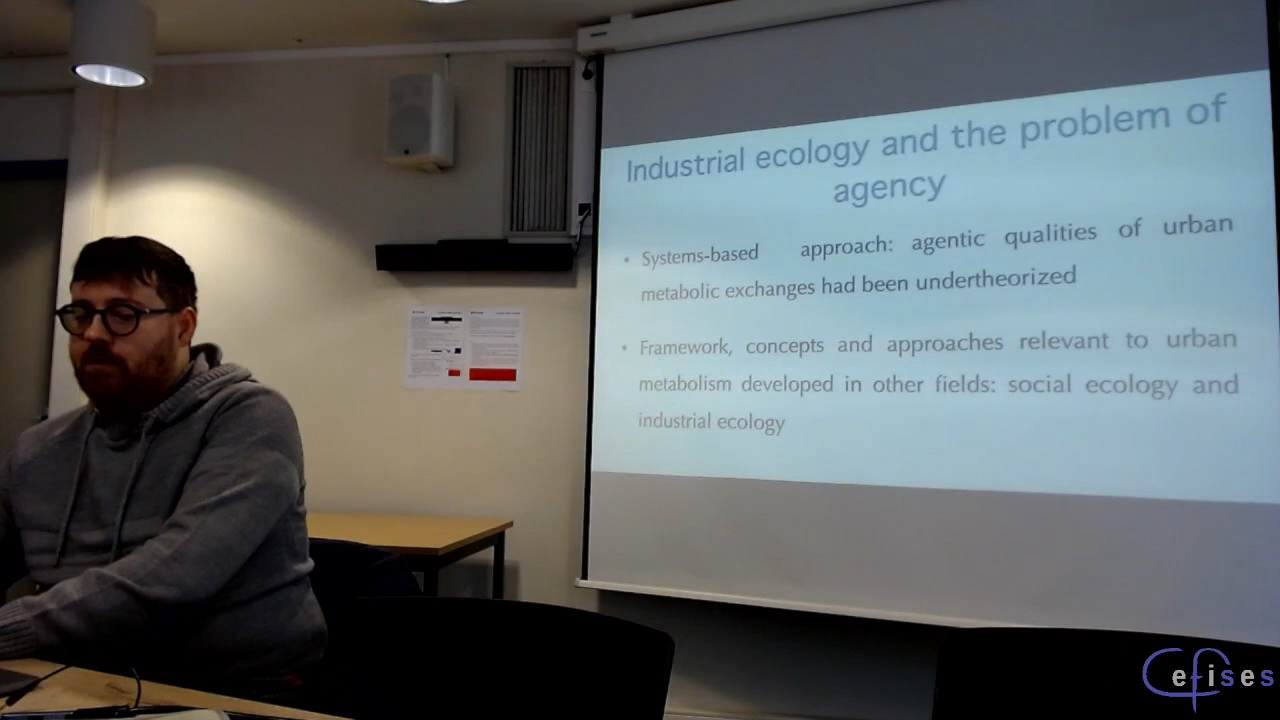 Industrial ecology and the problem of
agency
• Systems-based approach: agentic qualities of urban
metabolic exchanges had been undertheorized
• Framework, concepts and approaches relevant to urban
metabolism developed in other fields: social ecology and
industrial ecology
Cefises